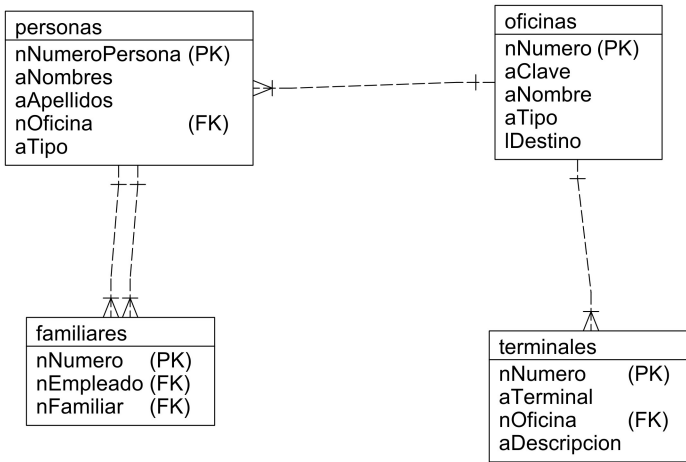 personas
nNumeroPersona (PK)
aNombres
aApellidos
nOficina (FK)
aTipo
oficinas
nNumero (PK)
aClave
aNombre
aTipo
lDestino
familiares
nNumero (PK)
nEmpleado (FK)
nFamiliar (FK)
terminales
nNumero (PK)
aTerminal
nOficina (FK)
aDescripcion